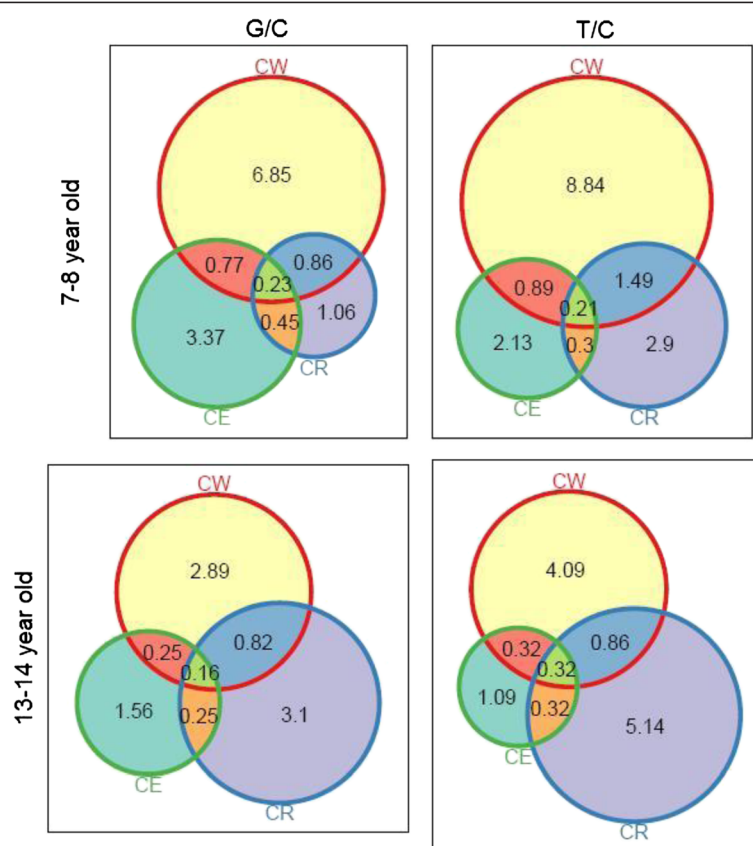 G/C
T/C
7-8 year old
CW
6.85
0.77
0.86
0.23
0.45
1.06
3.37
CR
CE
CW
8.84
0.89
1.49
0.21
0.3
2.13
2.9
CE
CR
13-14 year old
CW
2.89
0.25
0.82
0.16
0.25
1.56
3.1
CE
CR
CW
4.09
0.32
0.86
0.32
0.32
1.09
5.14
CE
CR